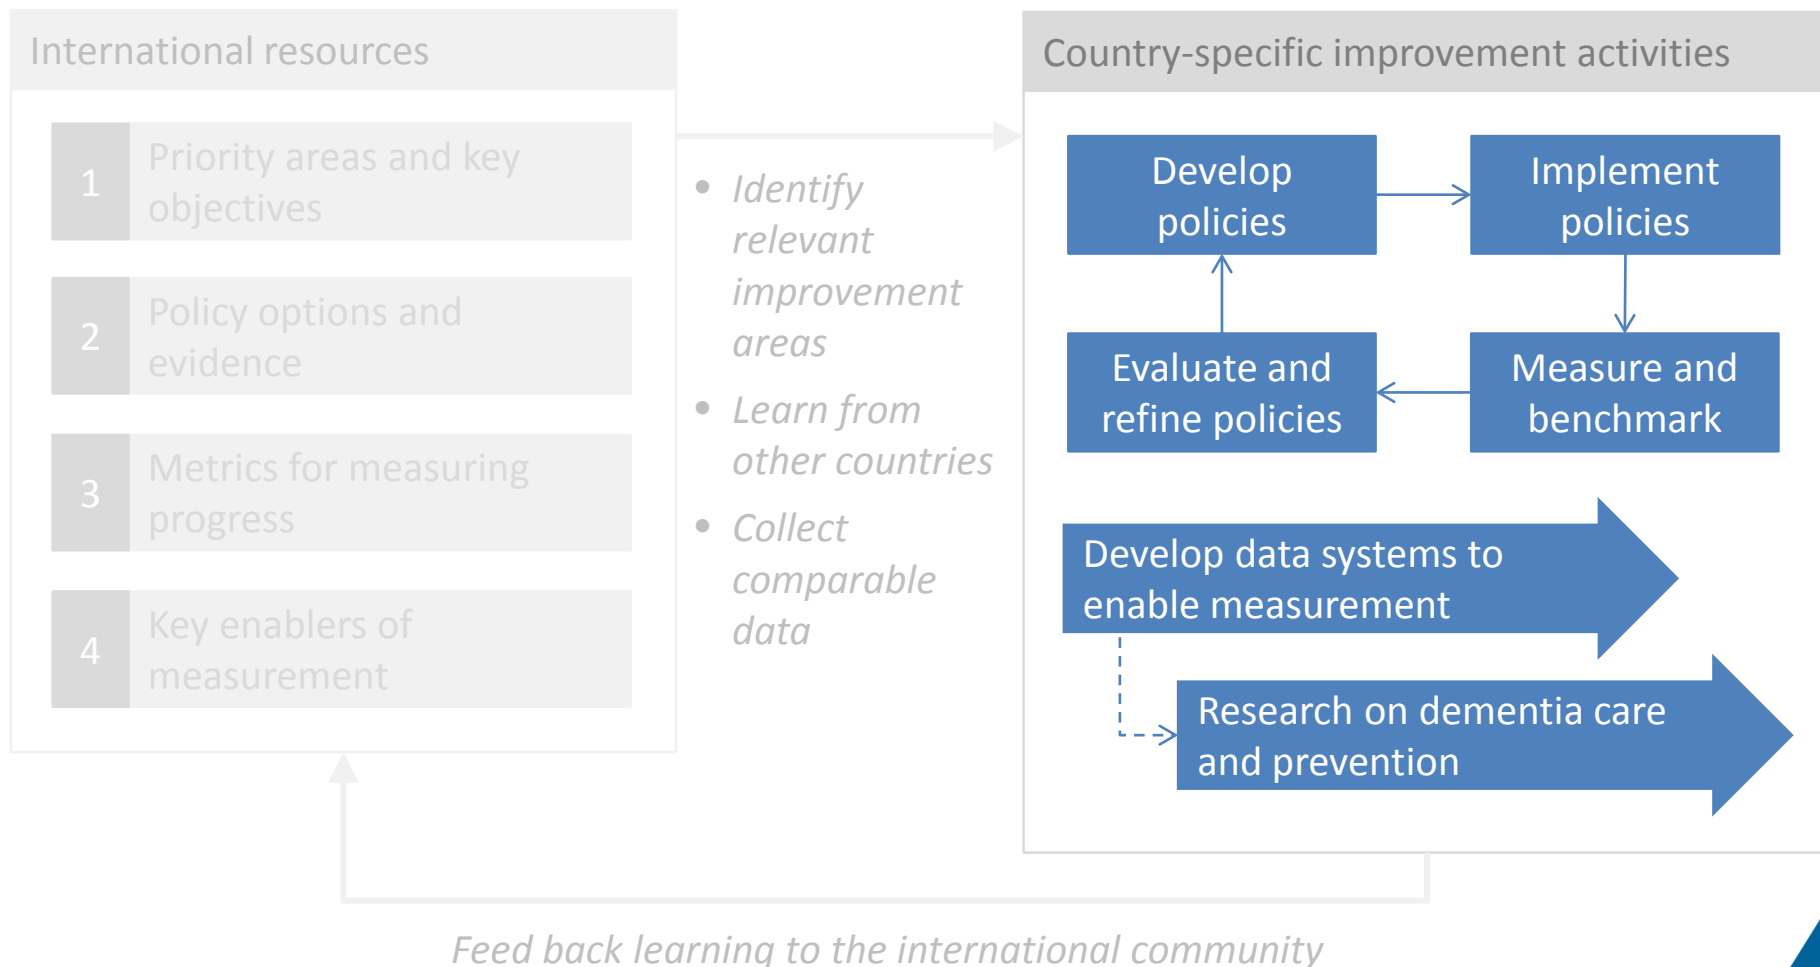 International resources
1
Priority areas and key
objectives
2
Policy options and
evidence
3
Metrics for measuring
progress
4
Key enablers of
measurement
• Identify
relevant
improvement
areas
• Learn from
other countries
• Collect
comparable
data
Country-specific improvement activities
Develop
policies
Implement
policies
Evaluate and
refine policies
Measure and
benchmark
Develop data systems to
enable measurement
Research on dementia care
and prevention
Feed back learning to the international community